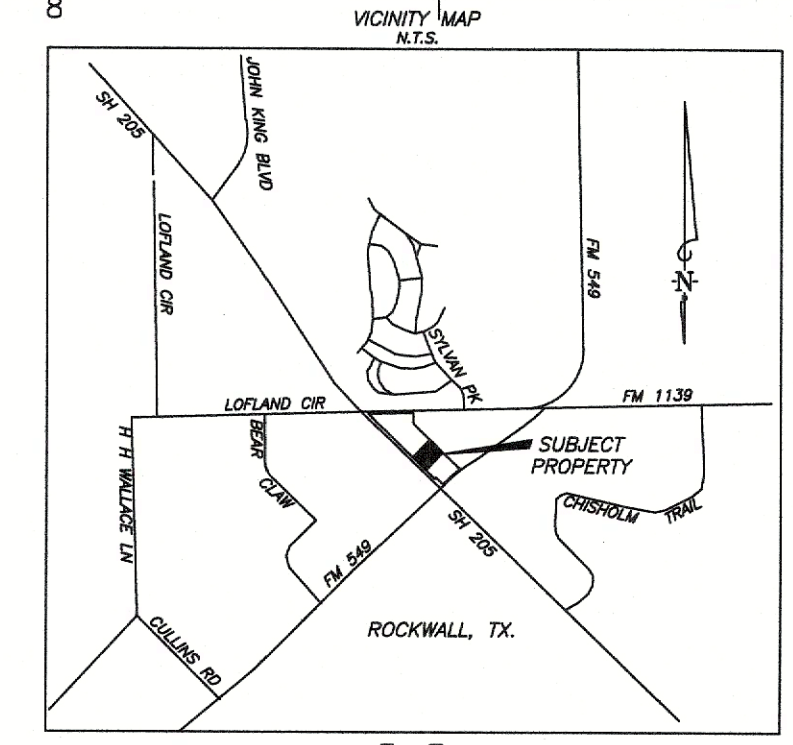 8
VICINITY MAP
N.T.S.
SH 205
JOHN KING BLVD
LOFLAND CIR
FM 549
N
SYLVAN PK
LOFLAND CIR
FM 1139
H H WALLACE LN
BEAR
CLAW
SUBJECT
PROPERTY
CHISHOLM
TRAIL
SH 205
FM 549
ROCKWALL, TX.
CULLINS RD